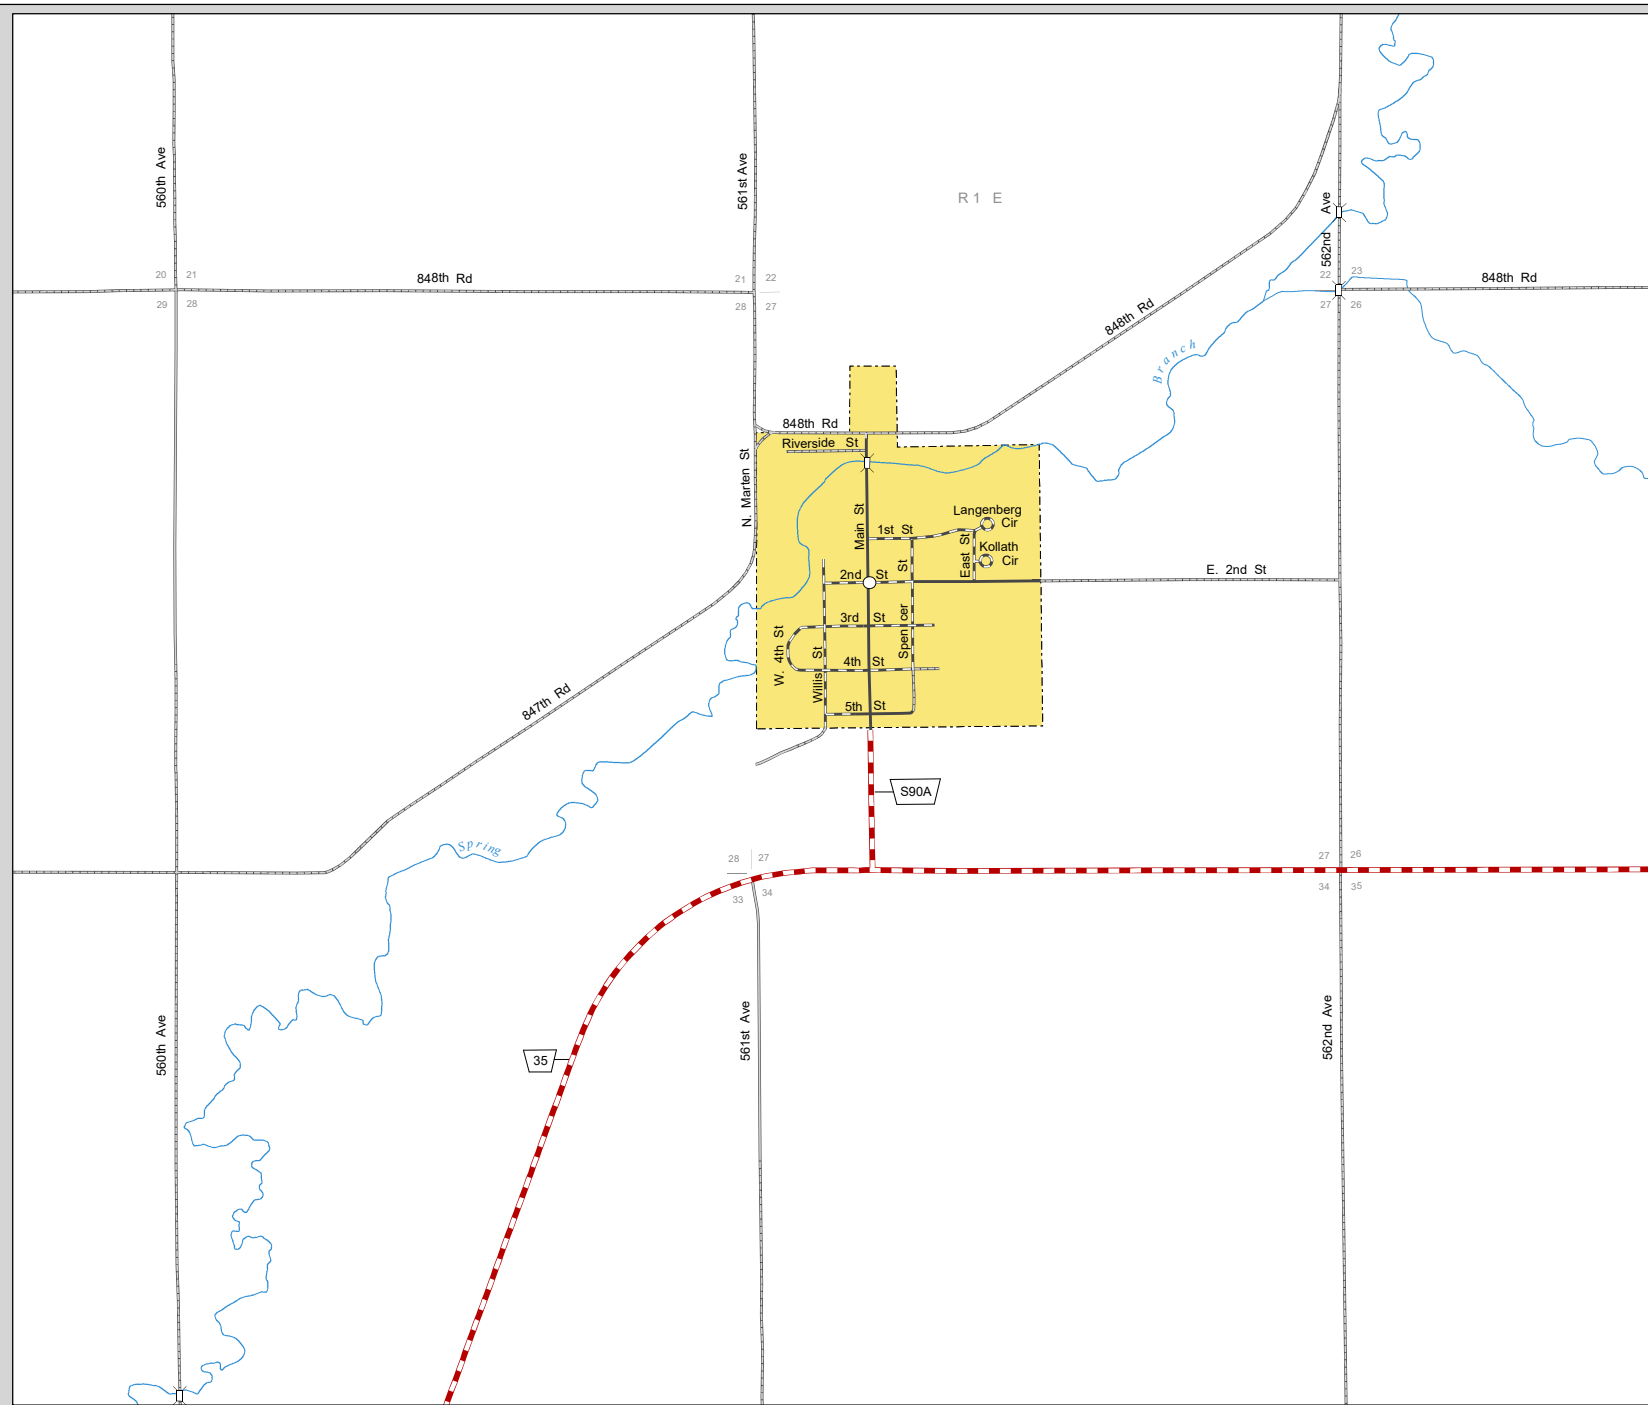 560th Ave
561st Ave
R1 E
562nd Ave
20 21
848th Rd
21 22
22 23
848th Rd
29 28
28 27
27 26
848th Rd
Branch
848th Rd
Riverside St
N. Marten St
Main St
Langenberg
Cir
1st St
East St
Kollath
Cir
2nd St
E. 2nd St
Spencer St
3rd St
W. 4th St
Willis St
4th St
5th St
847th Rd
S90A
Spring
28 27
33 34
27 26
34 35
35
560th Ave
561st Ave
562nd Ave